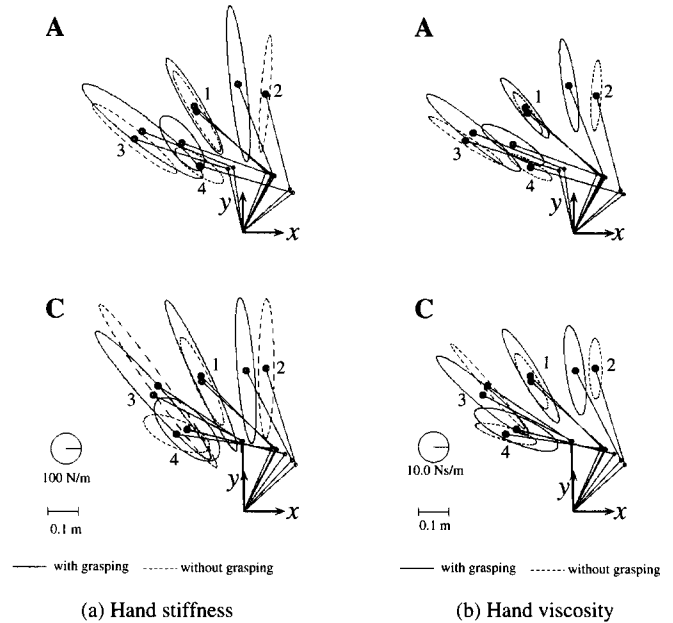 A
1
2
3
4
y
x
A
1
2
3
4
y
x
C
1
2
3
4
y
x
100 N/m
0.1 m
with grasping
without grasping
C
1
2
3
4
y
x
10.0 Ns/m
0.1 m
with grasping
without grasping
(a) Hand stiffness
(b) Hand viscosity